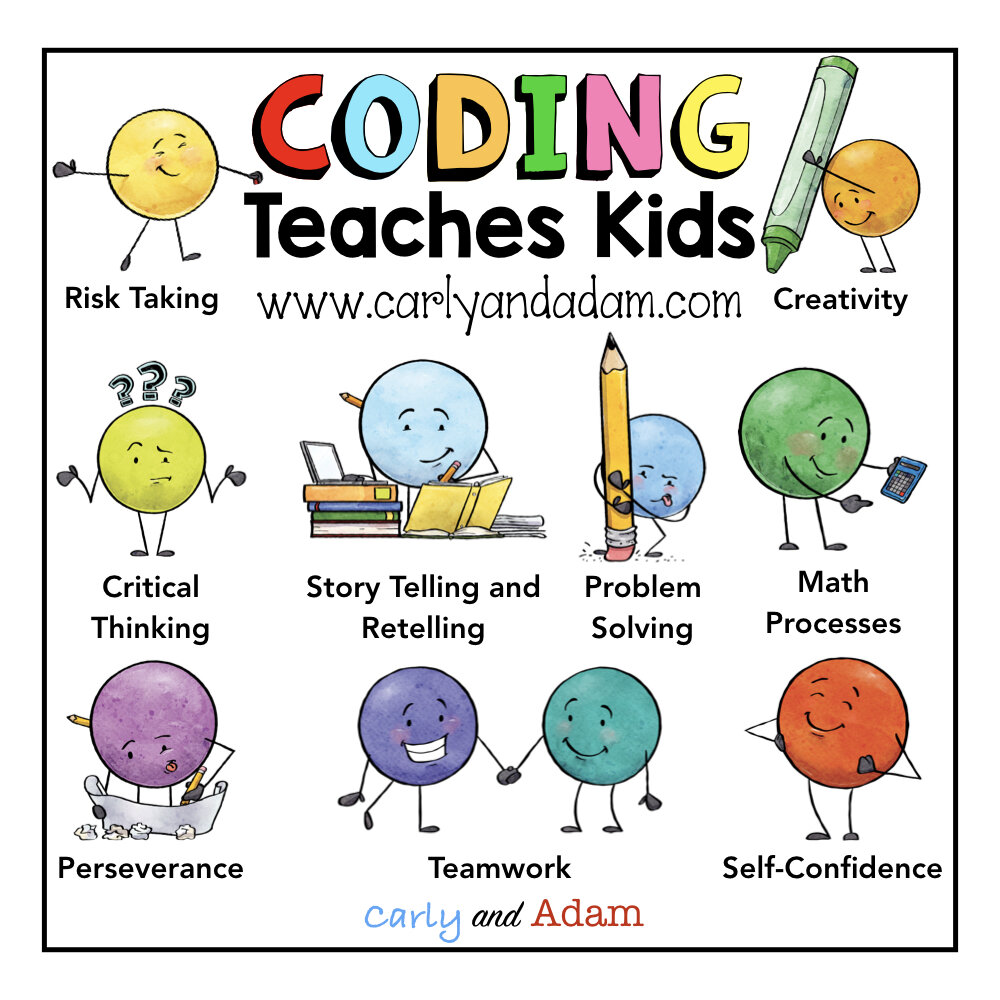 CODING
Teaches Kids
www.carlyandadam.com
Risk Taking
Creativity
???
Critical
Thinking
Story Telling and
Retelling
Problem
Solving
Math
Processes
Perseverance
Teamwork
Self-Confidence
Carly and Adam